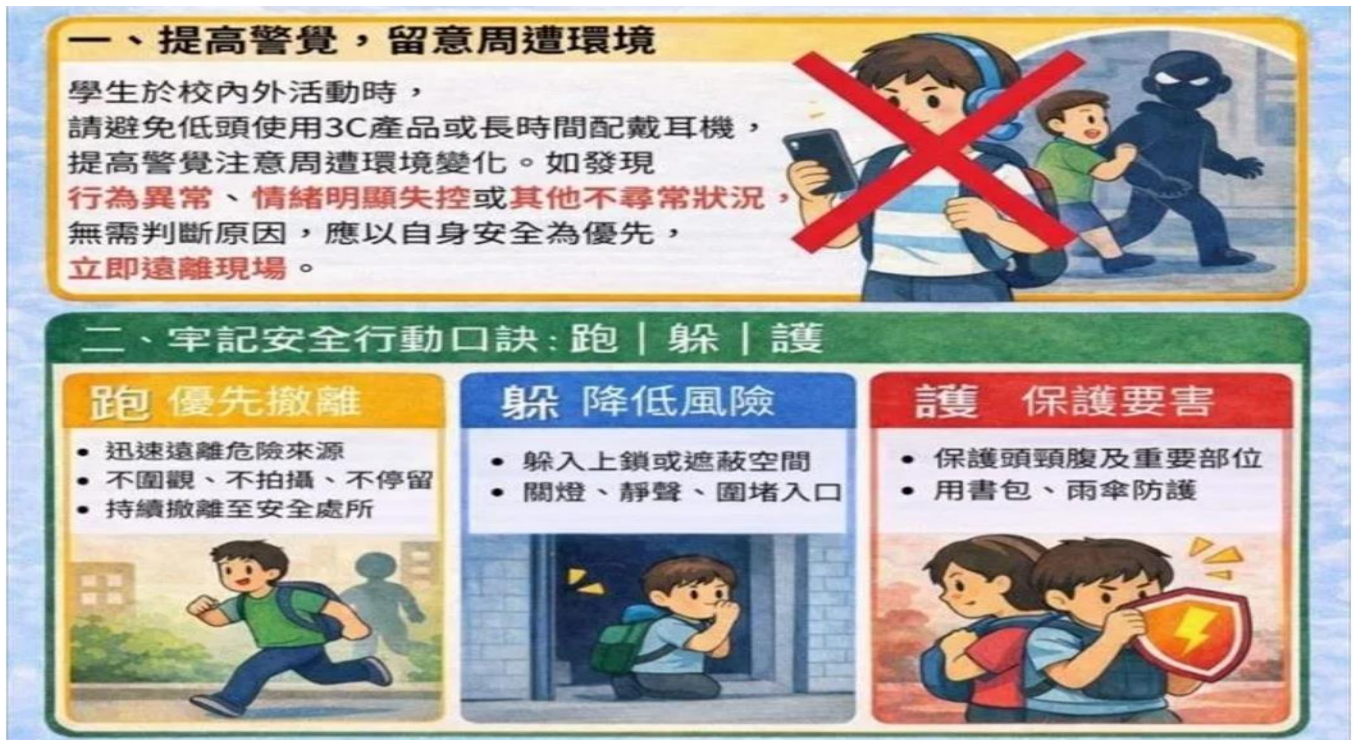 一、提高警覺，留意周遭環境
學生於校內外活動時，
請避免低頭使用3C產品或長時間配戴耳機，
提高警覺注意周遭環境變化。如發現
行為異常、情緒明顯失控或其他不尋常狀況，
無需判斷原因，應以自身安全為優先，
立即遠離現場。
二、牢記安全行動口訣:跑｜躲｜護
跑 優先撤離
• 迅速遠離危險來源
• 不圍觀、不拍攝、不停留
• 持續撤離至安全處所
躲 降低風險
• 躲入上鎖或遮蔽空間
• 關燈、靜聲、圍堵入口
護 保護要害
• 保護頭頸腹及重要部位
• 用書包、雨傘防護